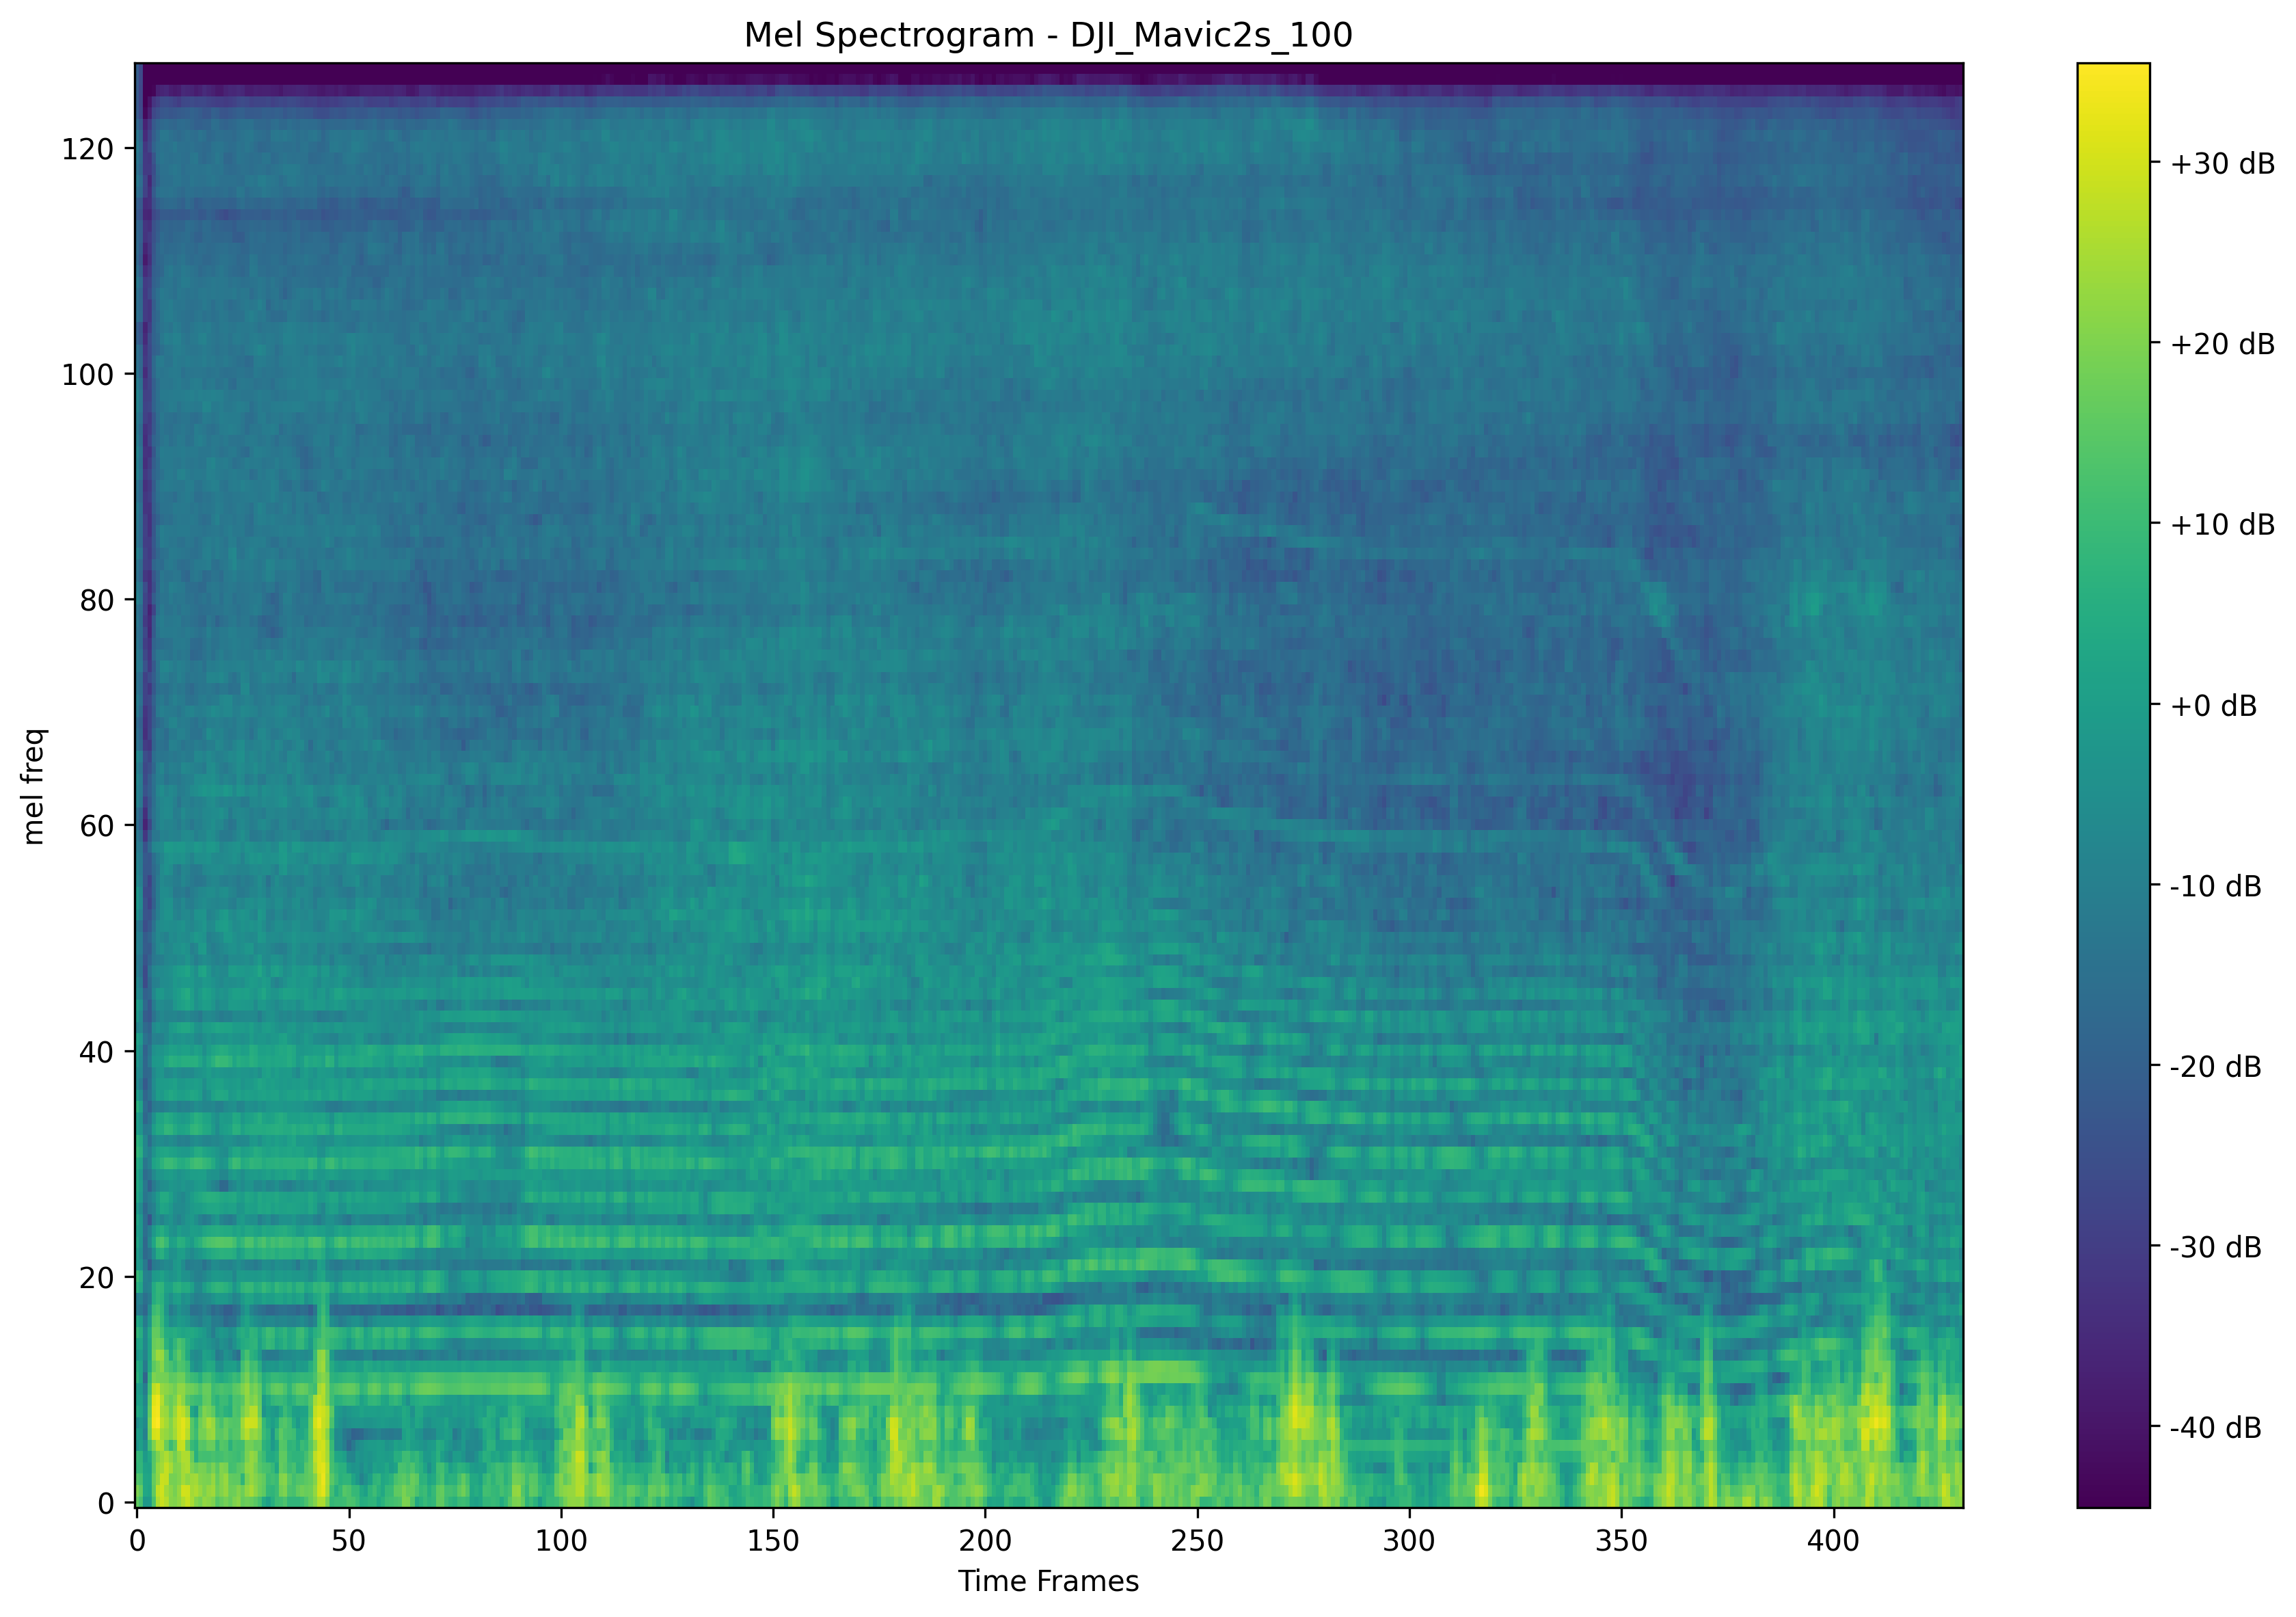 Mel Spectrogram - DJI_Mavic2s_100
mel freq
120
100
80
60
40
20
0
0 50 100 150 200 250 300 350 400
Time Frames
+30 dB
+20 dB
+10 dB
+0 dB
-10 dB
-20 dB
-30 dB
-40 dB